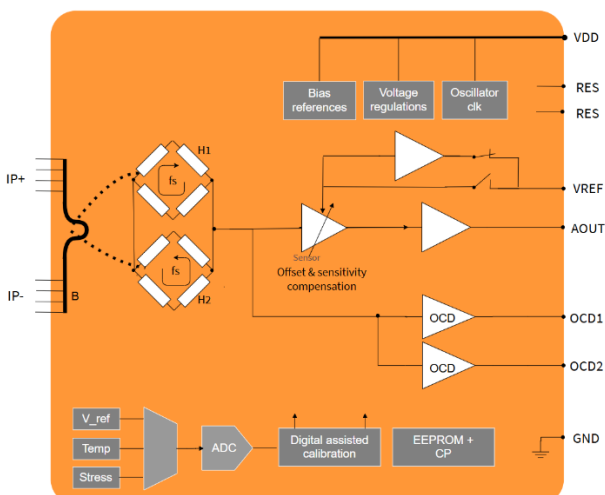 VDD
Bias
references
Voltage
regulations
Oscillator
clk
RES
RES
H1
fs
IP+
VREF
AOUT
Sensor
Offset & sensitivity
compensation
fs
H2
IP-
B
OCD
OCD1
OCD
OCD2
V_ref
Temp
Stress
ADC
Digital assisted
calibration
EEPROM +
CP
GND